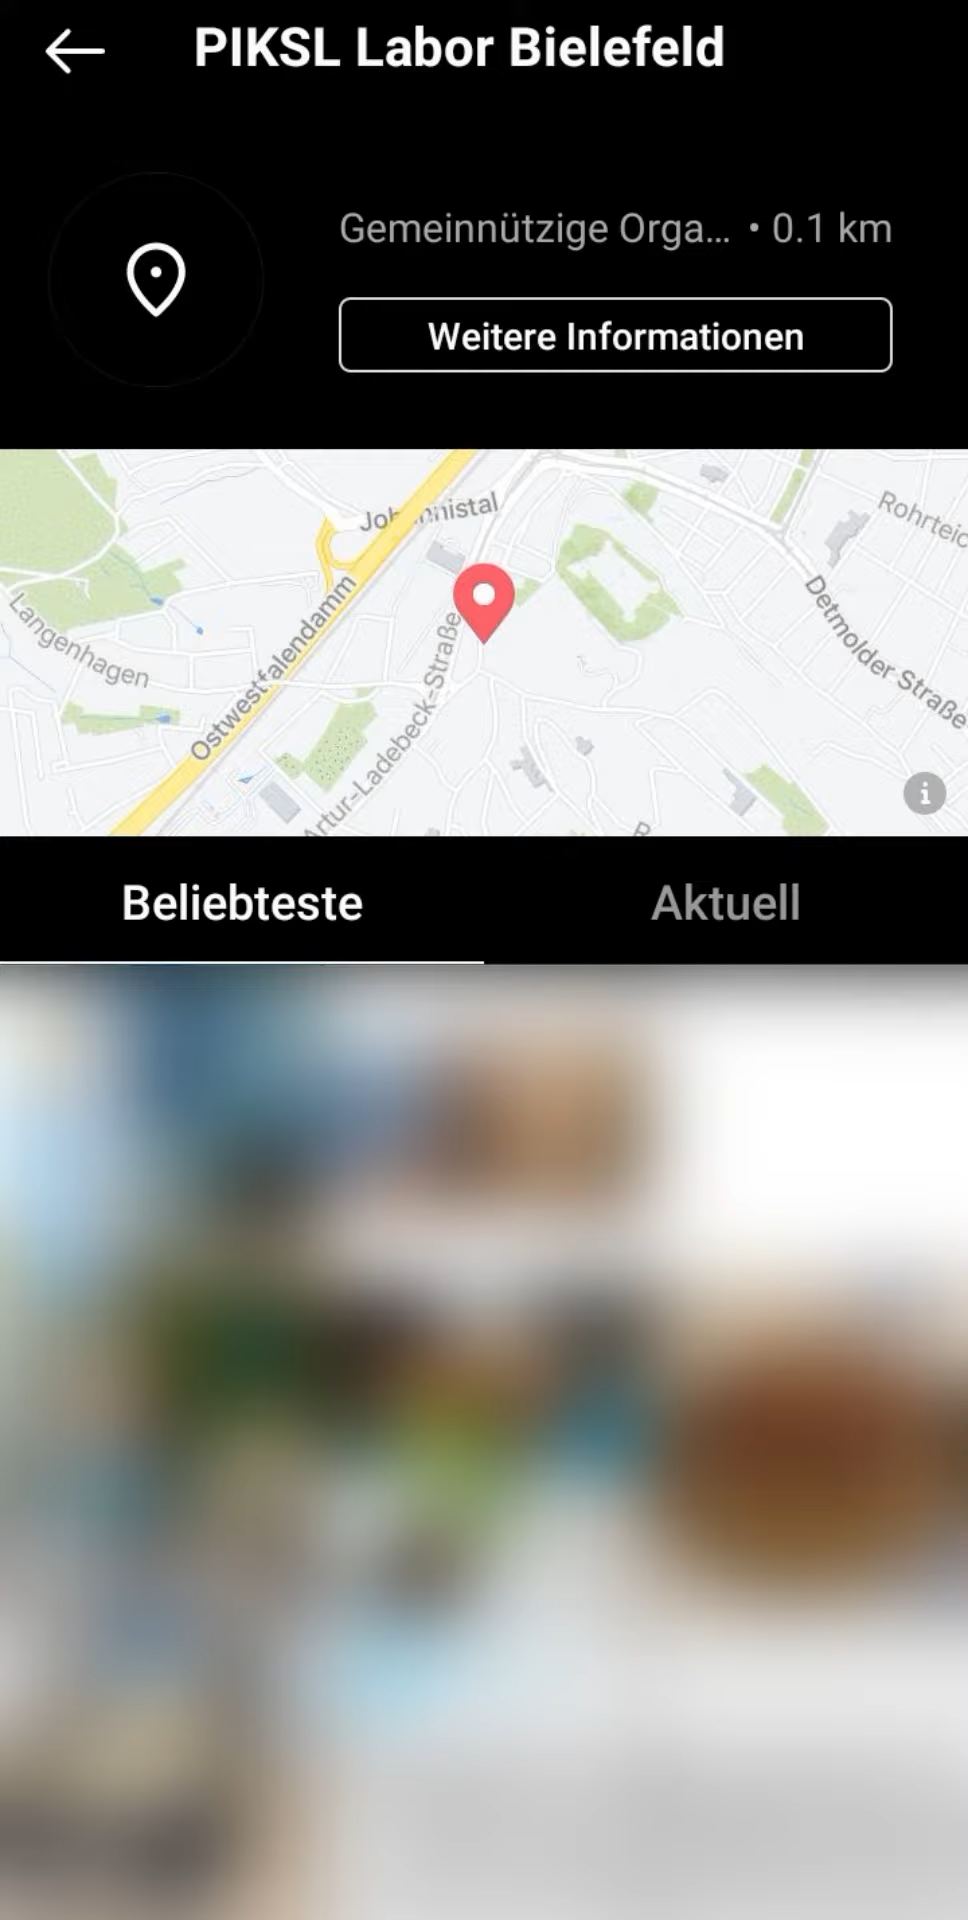 PIKSL Labor Bielefeld
Gemeinnützige Orga... • 0.1 km
Weitere Informationen
Johannistal
Rohrteic
Langenhagen
Ostwestfalendamm
Detmolder Straße
Artur-Ladebeck-Straße
Beliebteste
Aktuell